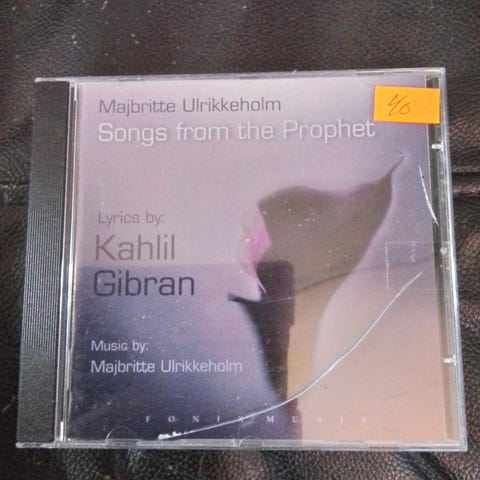 Majbritte Ulrikkeholm
Songs from the Prophet
40
Lyrics by:
Kahlil
Gibran
Music by:
Majbritte Ulrikkeholm
FØNIX MUSIK